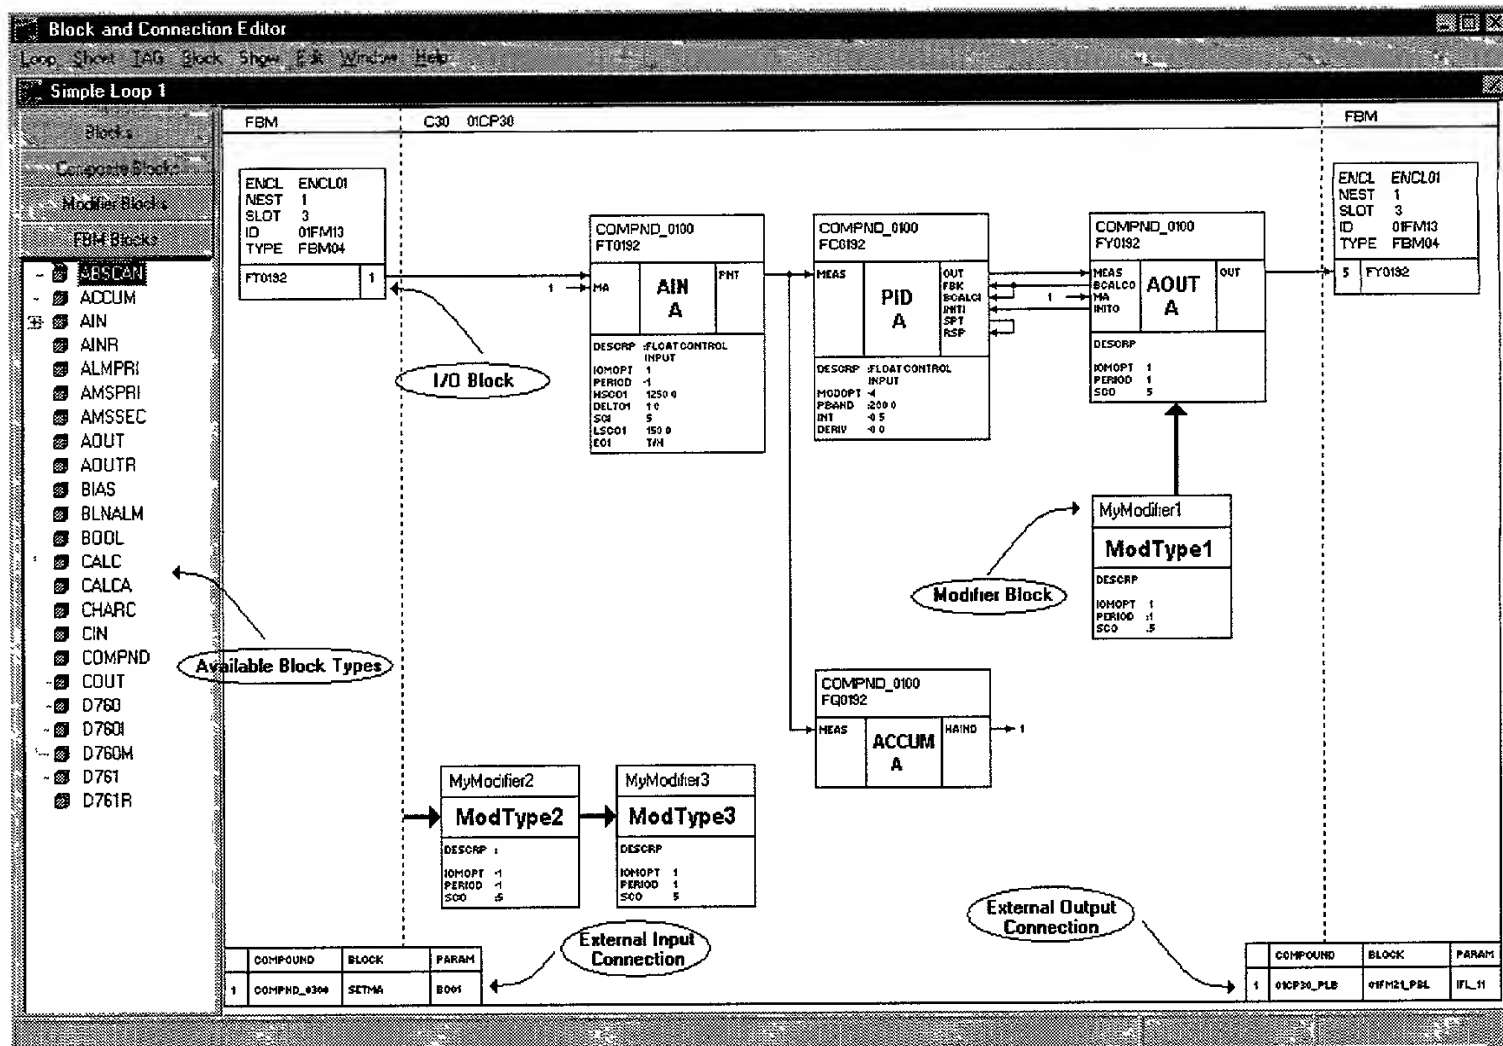 Block and Connection Editor
Loop Sheet TAG Block Show Edit Window Help
Simple Loop 1
Blocks
Composite Blocks
Modifier Blocks
FBM Blocks
ABSCAN
ACCUM
AIN
AINR
ALMPRI
AMSPRI
AMSSEC
AOUT
AOUTR
BIAS
BLNALM
BOOL
CALC
CALCA
CHARC
CIN
COMPND
COUT
D760
D760I
D760M
D761
D761R
FBM
C30 01CP30
FBM
ENCL ENCL01
NEST 1
SLOT 3
ID 01FM13
TYPE FBM04
FT0192 1
I/O Block
COMPND_0100
FT0192
1 MA
AIN
A
PNT
DESCRP :FLOAT CONTROL
INPUT
IOMOPT 1
PERIOD -1
HSCO1 1250.0
DELTO1 1.0
SCI 5
LSCO1 150.0
EO1 T/H
COMPND_0100
FC0192
MEAS
PID
A
OUT
FBK
BCALCI
INITI
SPT
RSP
DESCRP :FLOAT CONTROL
INPUT
MODOPT -4
PBAND :200.0
INT -0.5
DERIV -0.0
COMPND_0100
FY0192
MEAS
BCALCO
1 MA
INITO
AOUT
A
OUT
DESCRP
IOMOPT 1
PERIOD 1
SCO 5
ENCL ENCL01
NEST 1
SLOT 3
ID 01FM13
TYPE FBM04
5 FY0192
MyModifier1
ModType1
DESCRP
IOMOPT 1
PERIOD :1
SCO .5
Modifier Block
Available Block Types
COMPND_0100
FQ0192
MEAS
ACCUM
A
HAIND 1
MyModifier2
ModType2
DESCRP :
IOMOPT -1
PERIOD -1
SCO :5
MyModifier3
ModType3
DESCRP
IOMOPT 1
PERIOD 1
SCO 5
External Input
Connection
External Output
Connection
COMPOUND BLOCK PARAM
1 COMPND_0300 SETMA BO01
COMPOUND BLOCK PARAM
1 01CP30_PLB 01FM21_PBL IFL_11